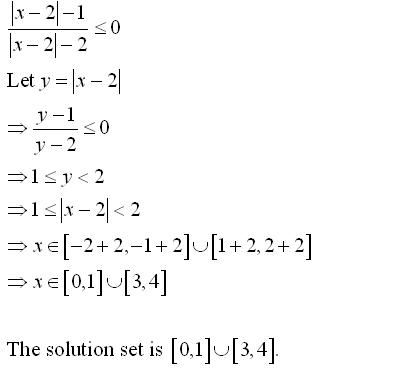 (|x−2|−1)/(|x−2|−2) ≤ 0
Let y = |x−2|
⇒ (y−1)/(y−2) ≤ 0
⇒ 1 ≤ y < 2
⇒ 1 ≤ |x−2| < 2
⇒ x ∈ [−2+2, −1+2] ∪ [1+2, 2+2]
⇒ x ∈ [0,1] ∪ [3,4]
The solution set is [0,1] ∪ [3,4].